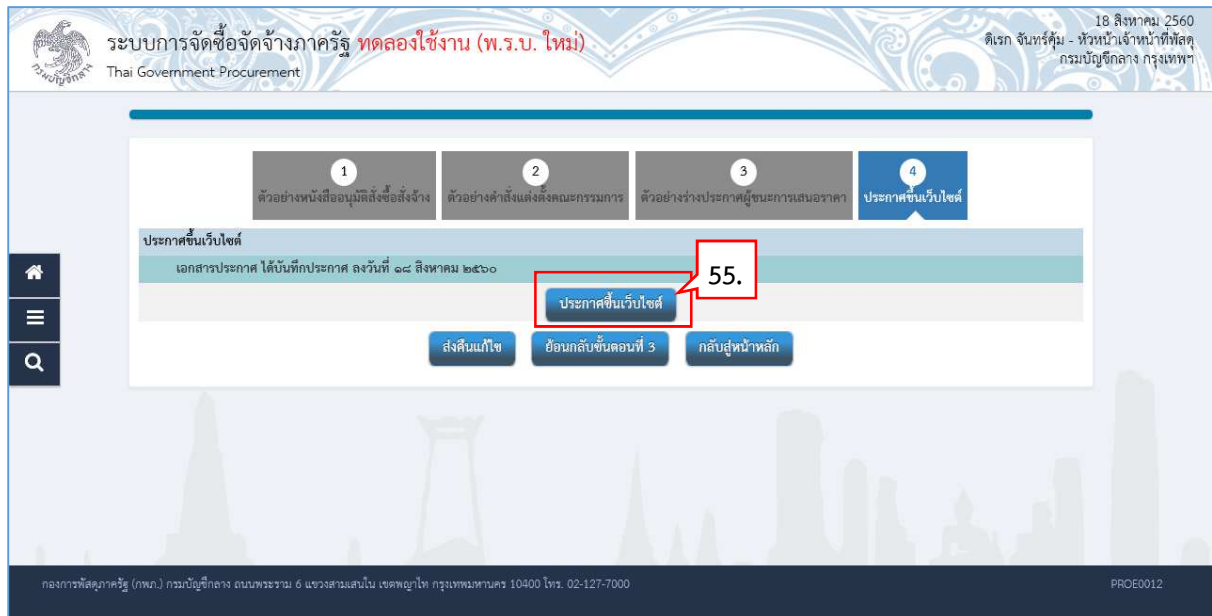 18 สิงหาคม 2560
ระบบการจัดซื้อจัดจ้างภาครัฐ ทดลองใช้งาน (พ.ร.บ. ใหม่)
ดิเรก จันทร์คุ้ม - หัวหน้าเจ้าหน้าที่พัสดุ
Thai Government Procurement
กรมบัญชีกลาง กรุงเทพฯ
1
2
3
4
ตัวอย่างหนังสืออนุมัติสั่งซื้อสั่งจ้าง
ตัวอย่างคำสั่งแต่งตั้งคณะกรรมการ
ตัวอย่างร่างประกาศผู้ชนะการเสนอราคา
ประกาศขึ้นเว็บไซต์
ประกาศขึ้นเว็บไซต์
เอกสารประกาศ ได้บันทึกประกาศ ลงวันที่ ๑๘ สิงหาคม ๒๕๖๐
55.
ประกาศขึ้นเว็บไซต์
ส่งคืนแก้ไข
ย้อนกลับขั้นตอนที่ 3
กลับสู่หน้าหลัก
กองการพัสดุภาครัฐ (กพภ.) กรมบัญชีกลาง ถนนพระราม 6 แขวงสามเสนใน เขตพญาไท กรุงเทพมหานคร 10400 โทร. 02-127-7000
PROE0012